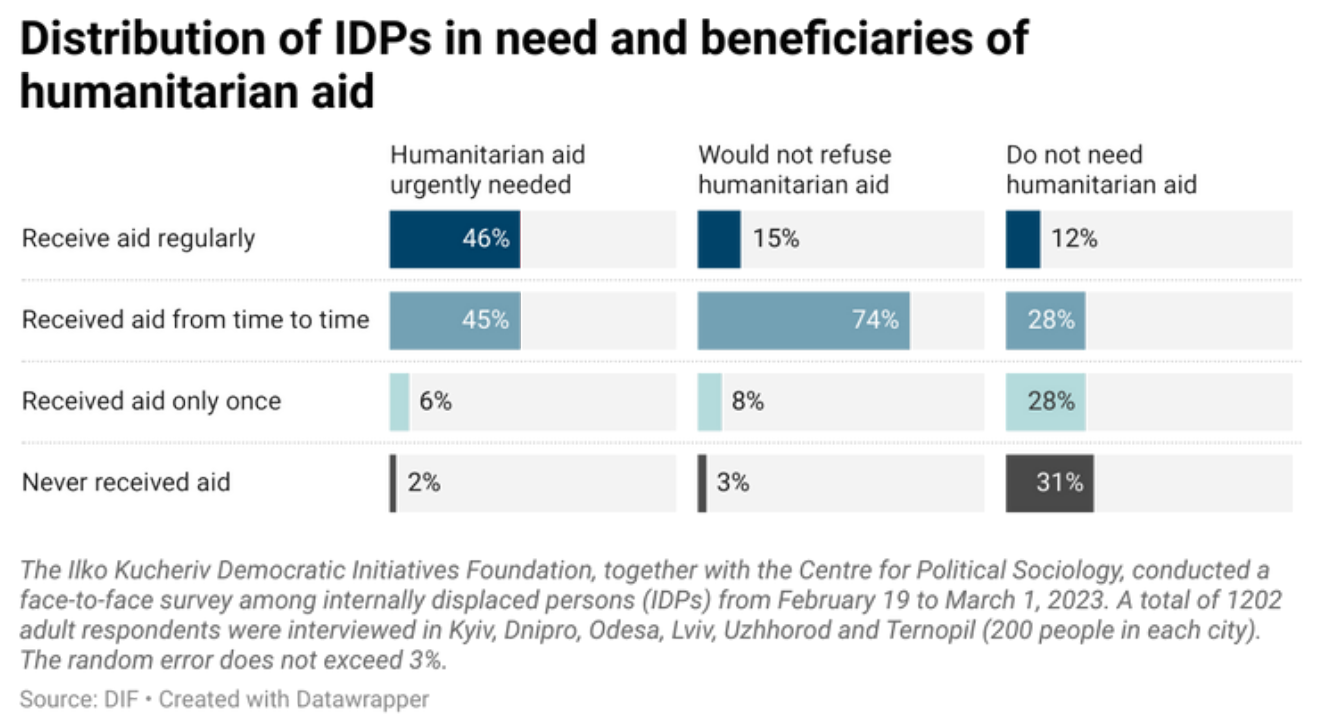 Distribution of IDPs in need and beneficiaries of
humanitarian aid
Humanitarian aid
urgently needed
Would not refuse
humanitarian aid
Do not need
humanitarian aid
Receive aid regularly
46%
15%
12%
Received aid from time to time
45%
74%
28%
Received aid only once
6%
8%
28%
Never received aid
2%
3%
31%
The Ilko Kucheriv Democratic Initiatives Foundation, together with the Centre for Political Sociology, conducted a
face-to-face survey among internally displaced persons (IDPs) from February 19 to March 1, 2023. A total of 1202
adult respondents were interviewed in Kyiv, Dnipro, Odesa, Lviv, Uzhhorod and Ternopil (200 people in each city).
The random error does not exceed 3%.
Source: DIF • Created with Datawrapper